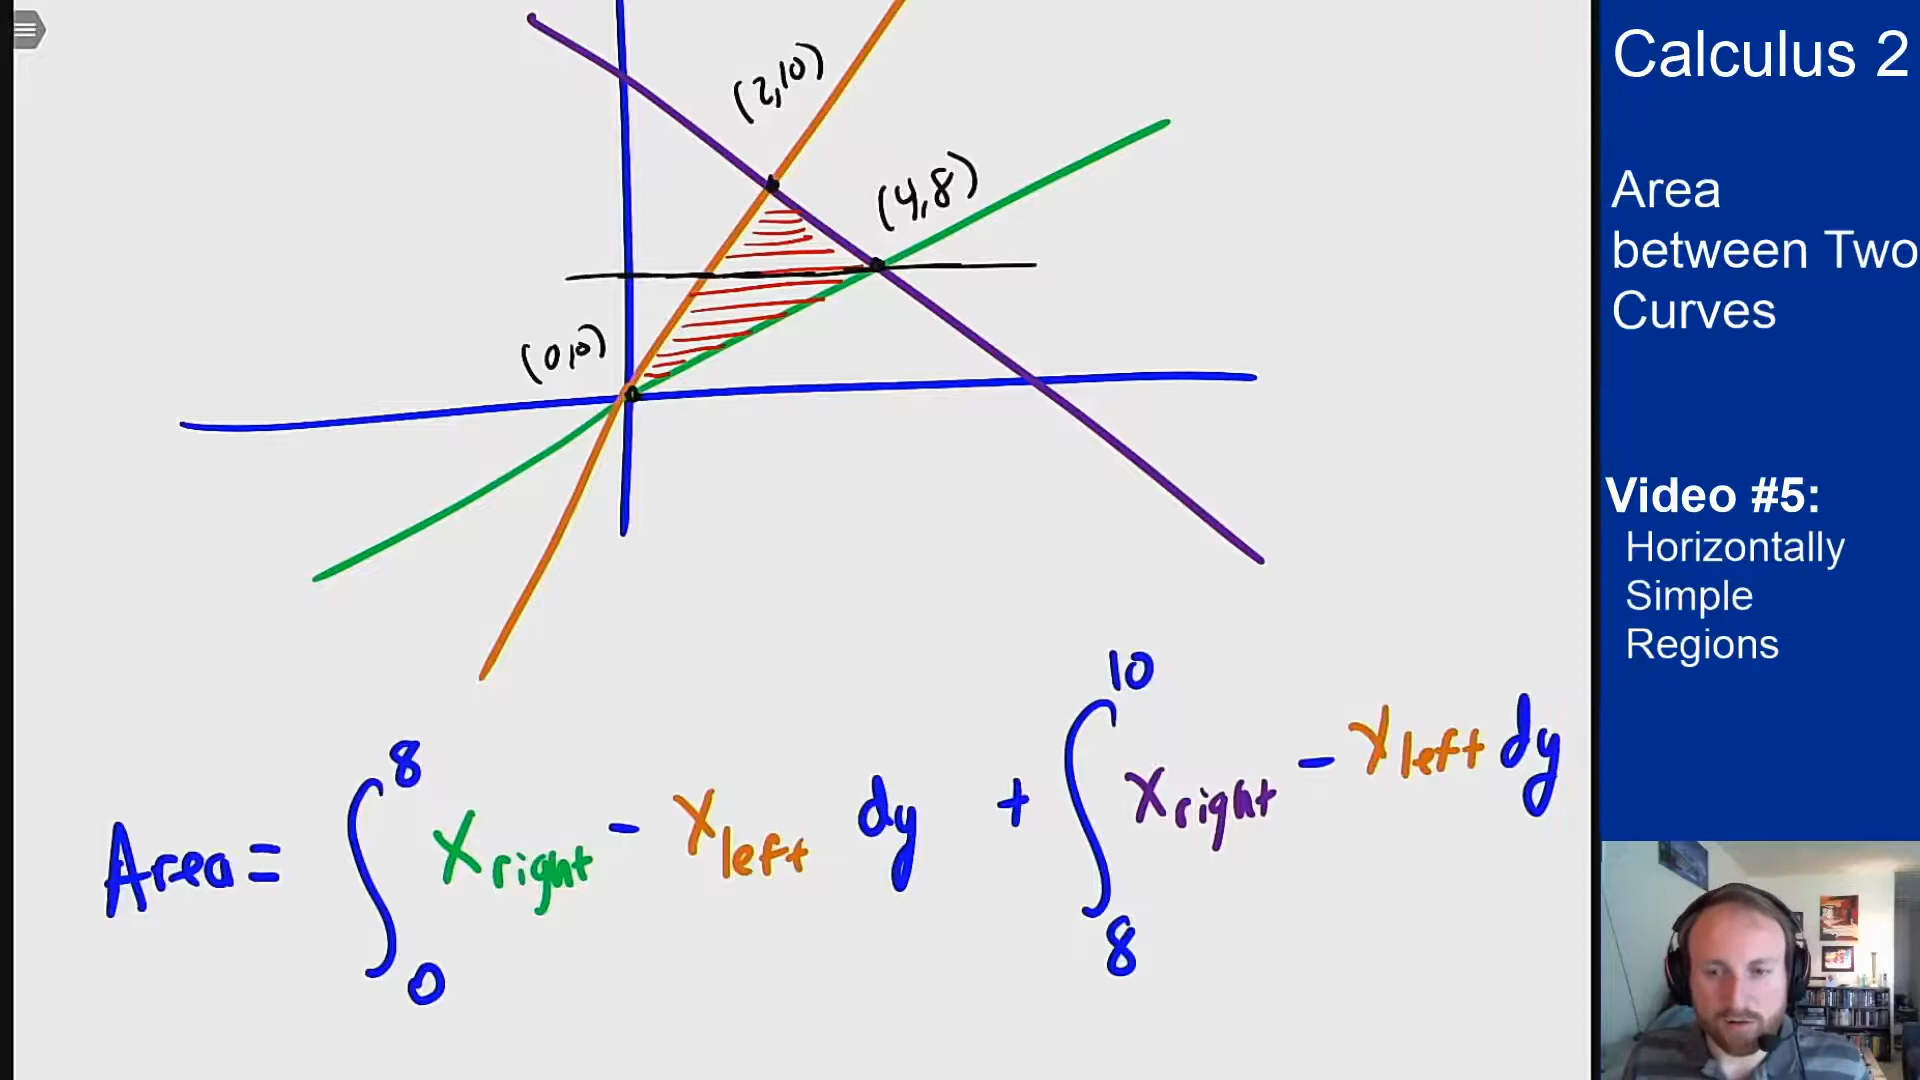 Calculus 2
Area
between Two
Curves
Video #5:
Horizontally
Simple
Regions
(2,10)
(4,8)
(0,0)
Area = ∫₀⁸ x_right - x_left dy + ∫₈¹⁰ x_right - x_left dy